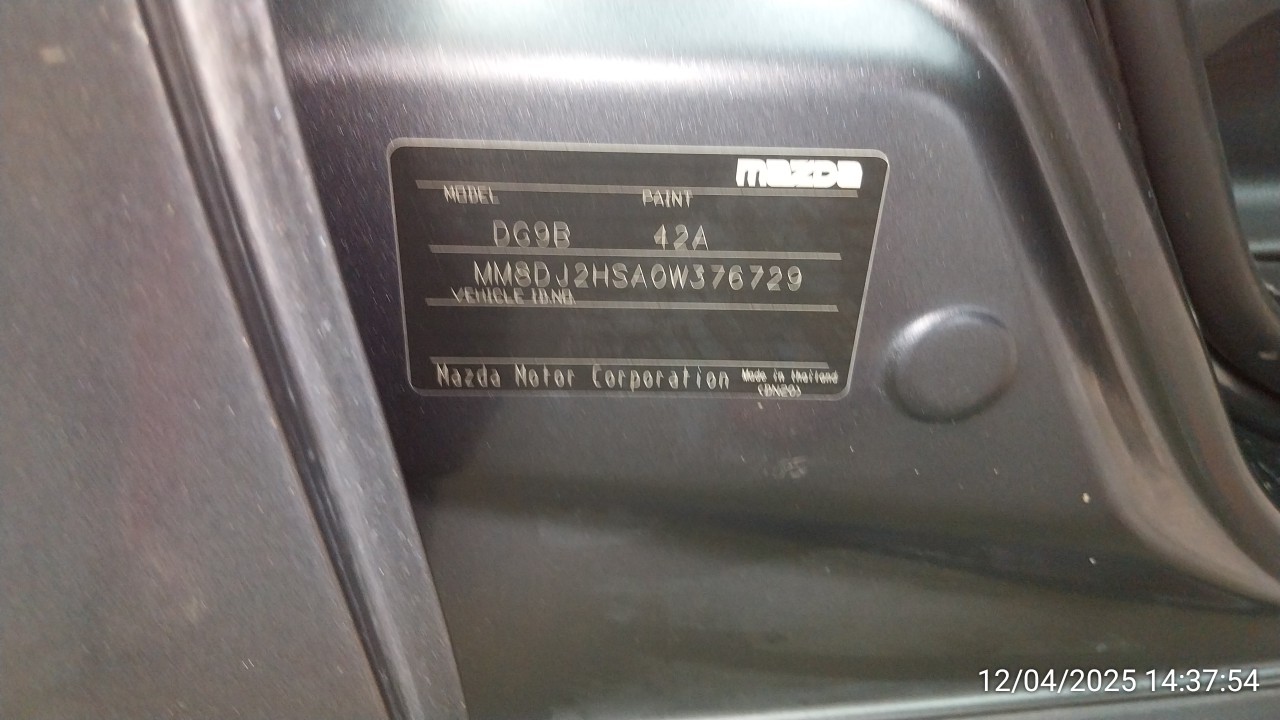 mazda
MODEL PAINT
DG9B 42A
MM8DJ2HSA0W376729
VEHICLE ID.NO.
Mazda Motor Corporation Made in Thailand
(DN20)
12/04/2025 14:37:54